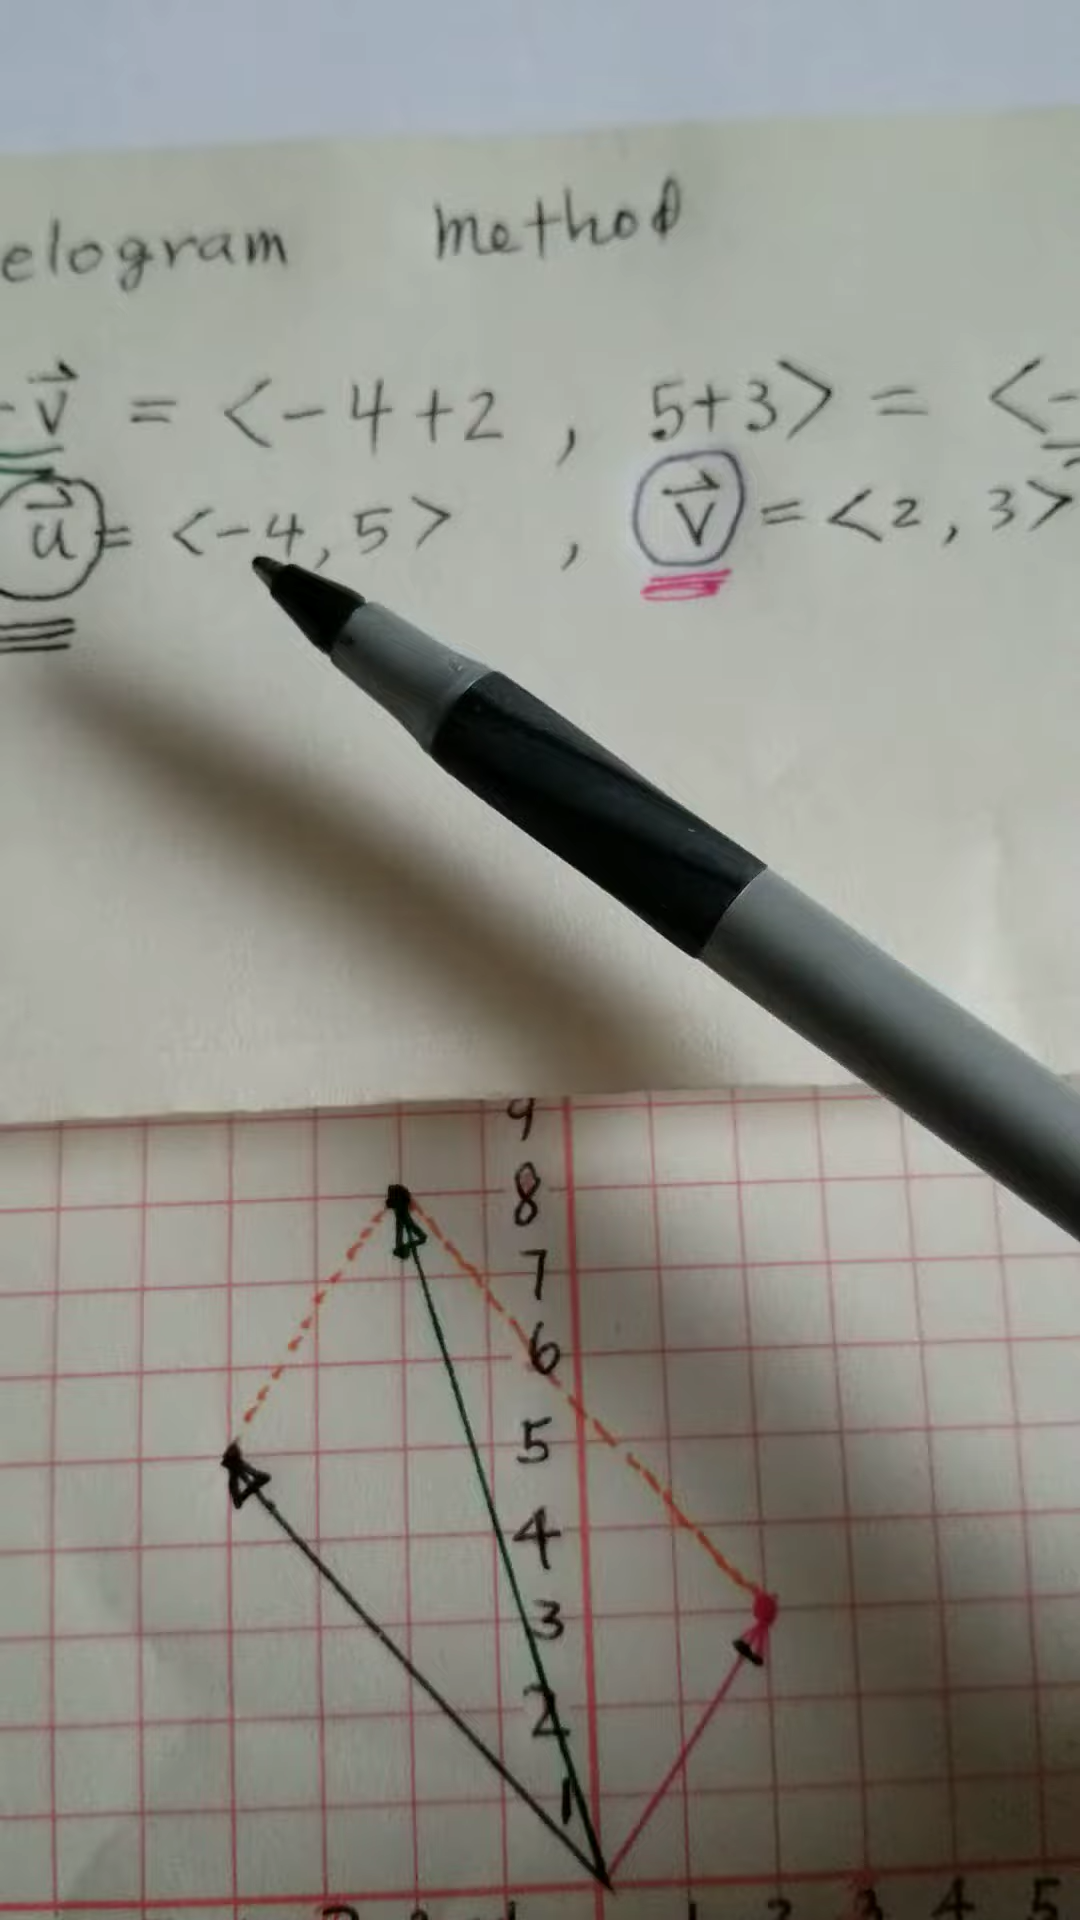 elogram method
-v⃗ = <-4+2 , 5+3> = <-
u⃗ = <-4,5> , v⃗ = <2, 3>
9
8
7
6
5
4
3
2
1
1 2 3 4 5